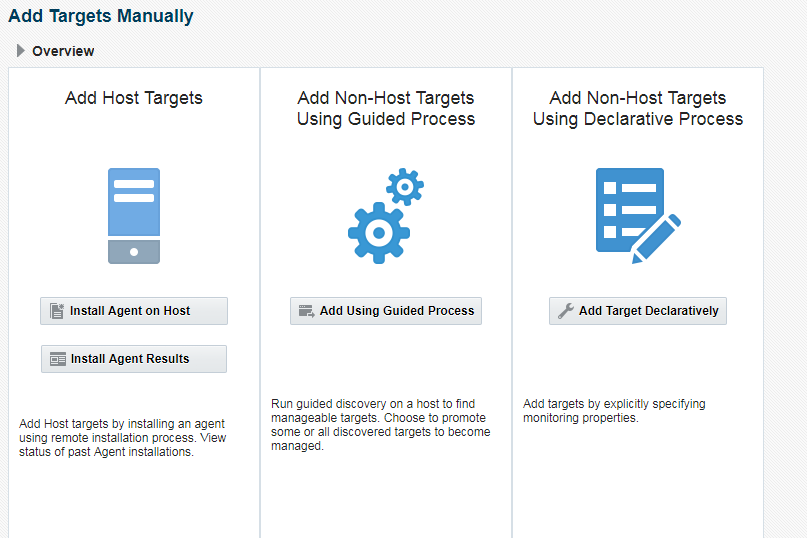 Add Targets Manually
Overview
Add Host Targets
Install Agent on Host
Install Agent Results
Add Host targets by installing an agent
using remote installation process. View
status of past Agent installations.
Add Non-Host Targets
Using Guided Process
Add Using Guided Process
Run guided discovery on a host to find
manageable targets. Choose to promote
some or all discovered targets to become
managed.
Add Non-Host Targets
Using Declarative Process
Add Target Declaratively
Add targets by explicitly specifying
monitoring properties.